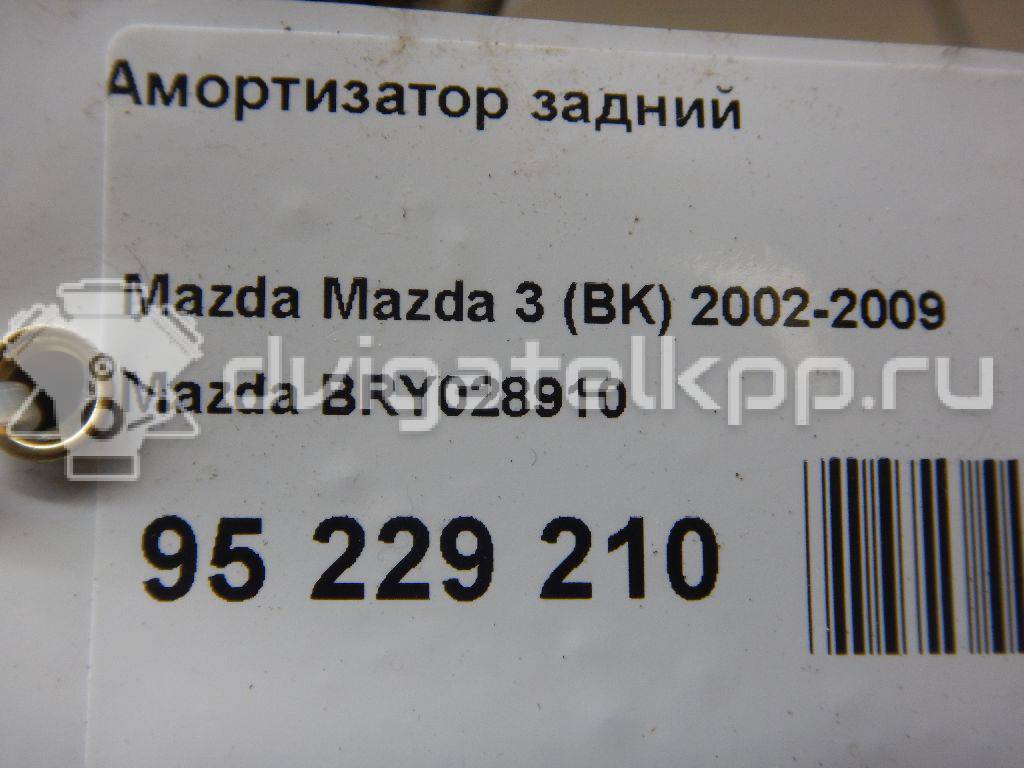 Амортизатор задний
Mazda Mazda 3 (BK) 2002-2009
dvigatelkpp.ru
Mazda BRY028910
95 229 210